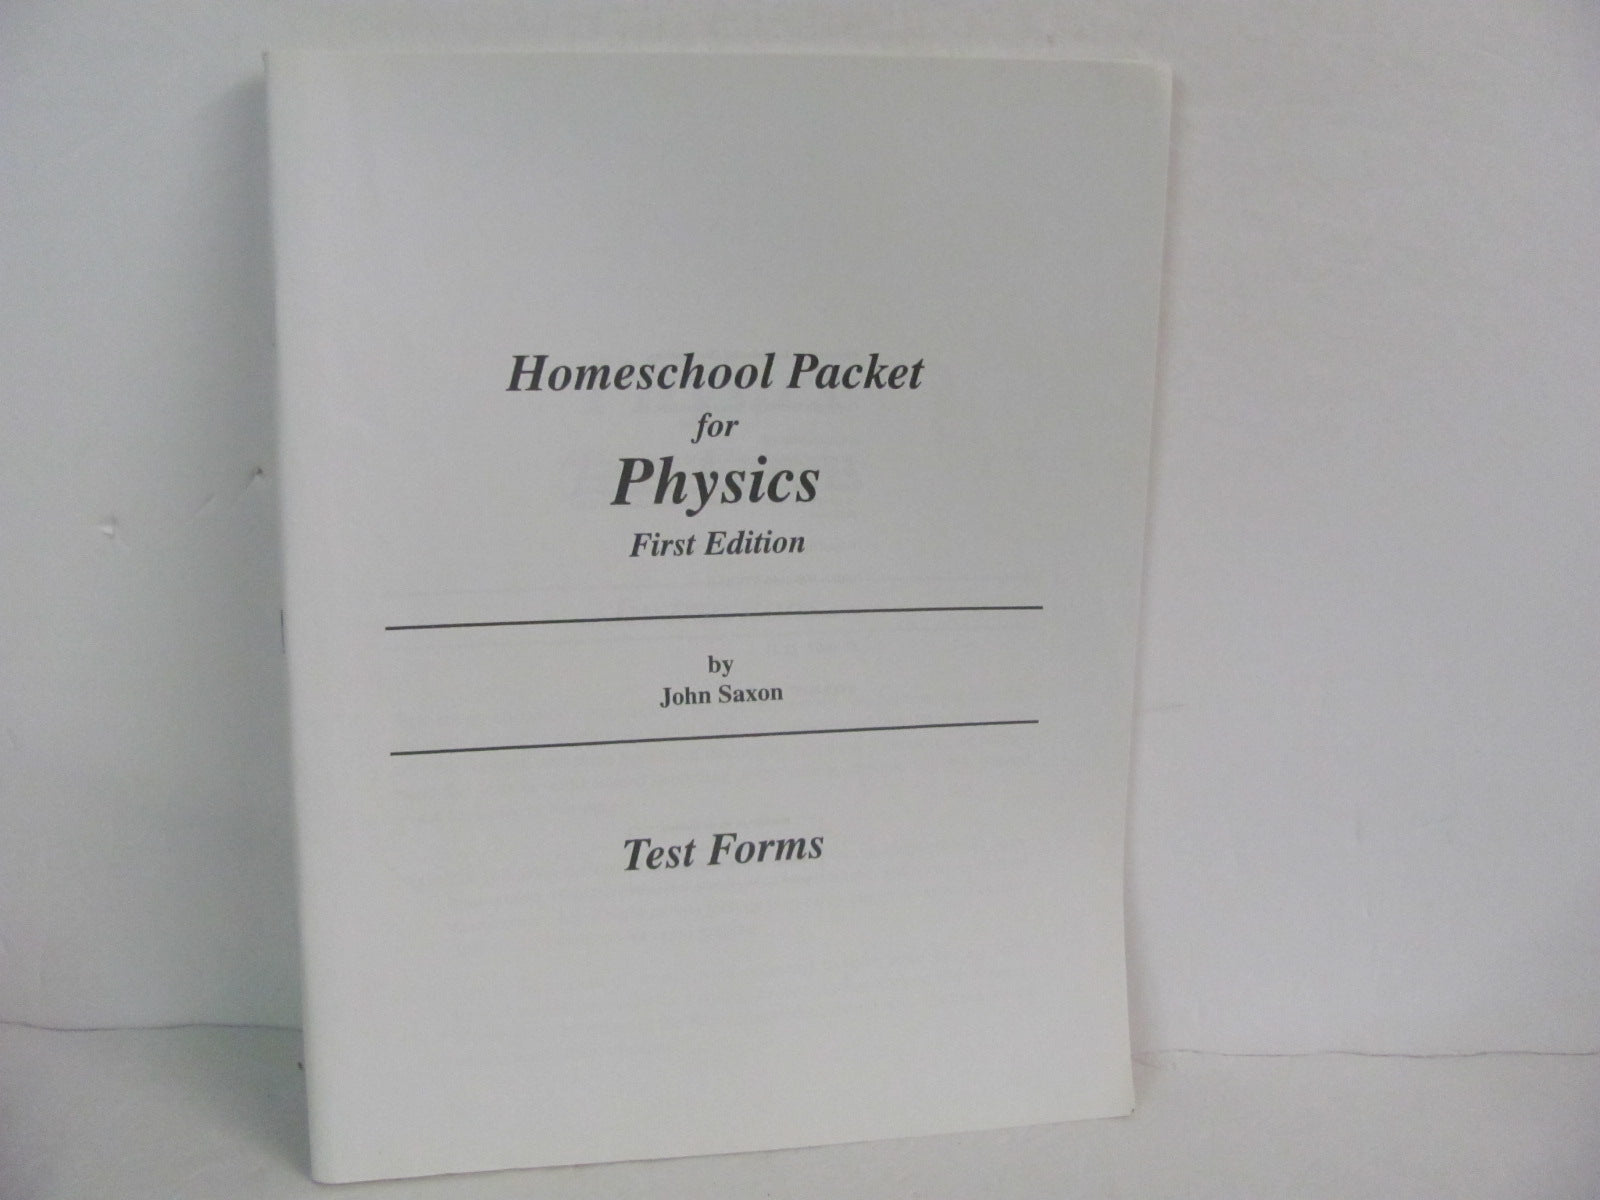 Homeschool Packet
for
Physics
First Edition
by
John Saxon
Test Forms